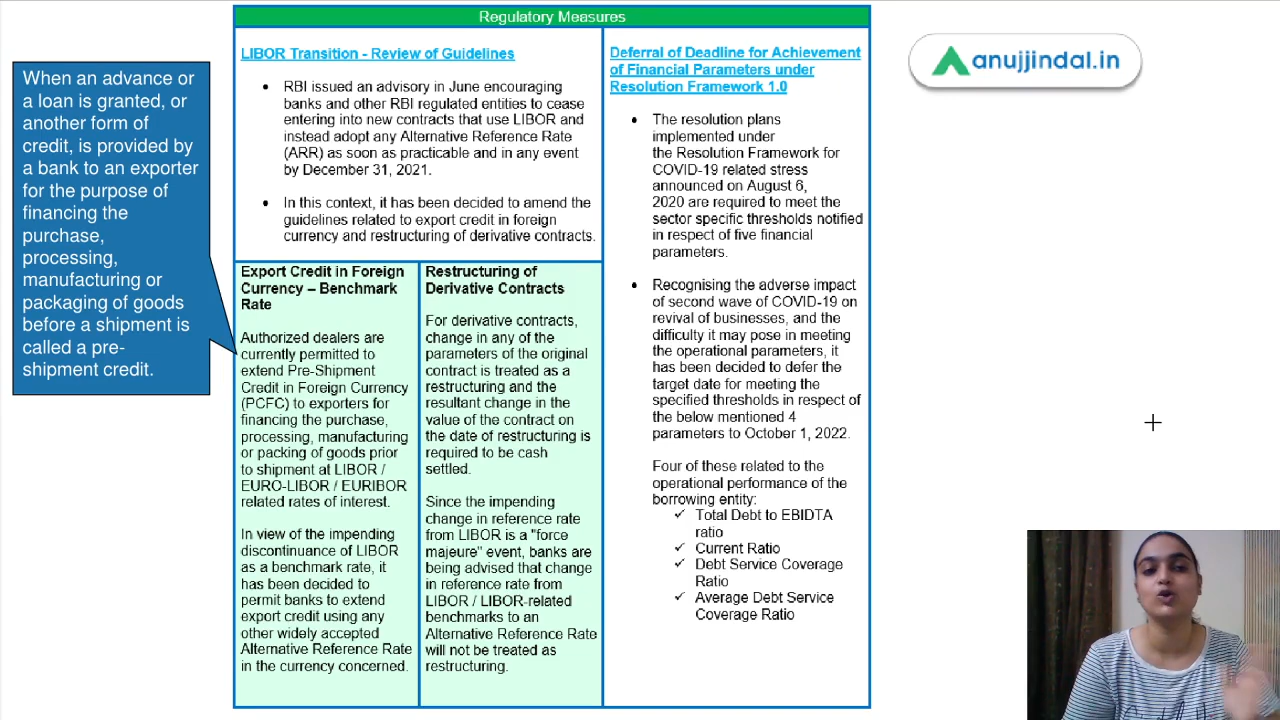 Regulatory Measures
anujjindal.in
When an advance or
a loan is granted, or
another form of
credit, is provided by
a bank to an exporter
for the purpose of
financing the
purchase,
processing,
manufacturing or
packaging of goods
before a shipment is
called a pre-
shipment credit.
LIBOR Transition - Review of Guidelines
• RBI issued an advisory in June encouraging
banks and other RBI regulated entities to cease
entering into new contracts that use LIBOR and
instead adopt any Alternative Reference Rate
(ARR) as soon as practicable and in any event
by December 31, 2021.
• In this context, it has been decided to amend the
guidelines related to export credit in foreign
currency and restructuring of derivative contracts.
Export Credit in Foreign
Currency – Benchmark
Rate
Authorized dealers are
currently permitted to
extend Pre-Shipment
Credit in Foreign Currency
(PCFC) to exporters for
financing the purchase,
processing, manufacturing
or packing of goods prior
to shipment at LIBOR /
EURO-LIBOR / EURIBOR
related rates of interest.
In view of the impending
discontinuance of LIBOR
as a benchmark rate, it
has been decided to
permit banks to extend
export credit using any
other widely accepted
Alternative Reference Rate
in the currency concerned.
Restructuring of
Derivative Contracts
For derivative contracts,
change in any of the
parameters of the original
contract is treated as a
restructuring and the
resultant change in the
value of the contract on
the date of restructuring is
required to be cash
settled.
Since the impending
change in reference rate
from LIBOR is a "force
majeure" event, banks are
being advised that change
in reference rate from
LIBOR / LIBOR-related
benchmarks to an
Alternative Reference Rate
will not be treated as
restructuring.
Deferral of Deadline for Achievement
of Financial Parameters under
Resolution Framework 1.0
• The resolution plans
implemented under
the Resolution Framework for
COVID-19 related stress
announced on August 6,
2020 are required to meet the
sector specific thresholds notified
in respect of five financial
parameters.
• Recognising the adverse impact
of second wave of COVID-19 on
revival of businesses, and the
difficulty it may pose in meeting
the operational parameters, it
has been decided to defer the
target date for meeting the
specified thresholds in respect of
the below mentioned 4
parameters to October 1, 2022.
Four of these related to the
operational performance of the
borrowing entity:
✓ Total Debt to EBIDTA
ratio
✓ Current Ratio
✓ Debt Service Coverage
Ratio
✓ Average Debt Service
Coverage Ratio